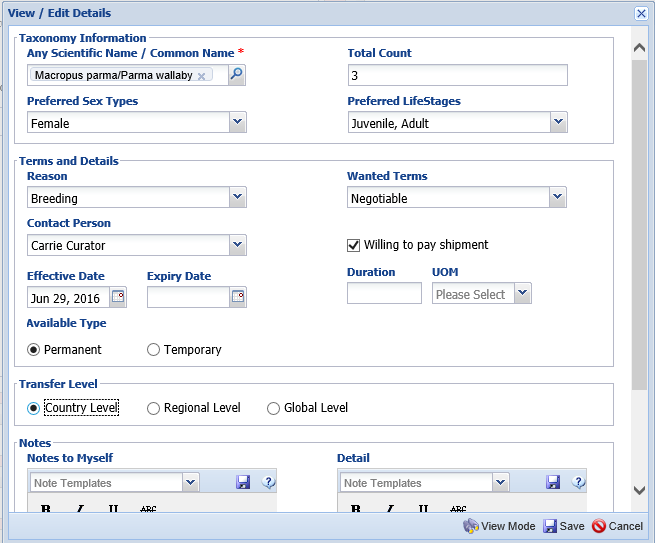 View / Edit Details
Taxonomy Information
Any Scientific Name / Common Name * Total Count
Macropus parma/Parma wallaby x 3
Preferred Sex Types Preferred LifeStages
Female Juvenile, Adult
Terms and Details
Reason Wanted Terms
Breeding Negotiable
Contact Person
Carrie Curator Willing to pay shipment
Effective Date Expiry Date Duration UOM
Jun 29, 2016 Please Select
Available Type
Permanent Temporary
Transfer Level
Country Level Regional Level Global Level
Notes
Notes to Myself Detail
Note Templates Note Templates
B I U ABC B I U ABC
View Mode Save Cancel